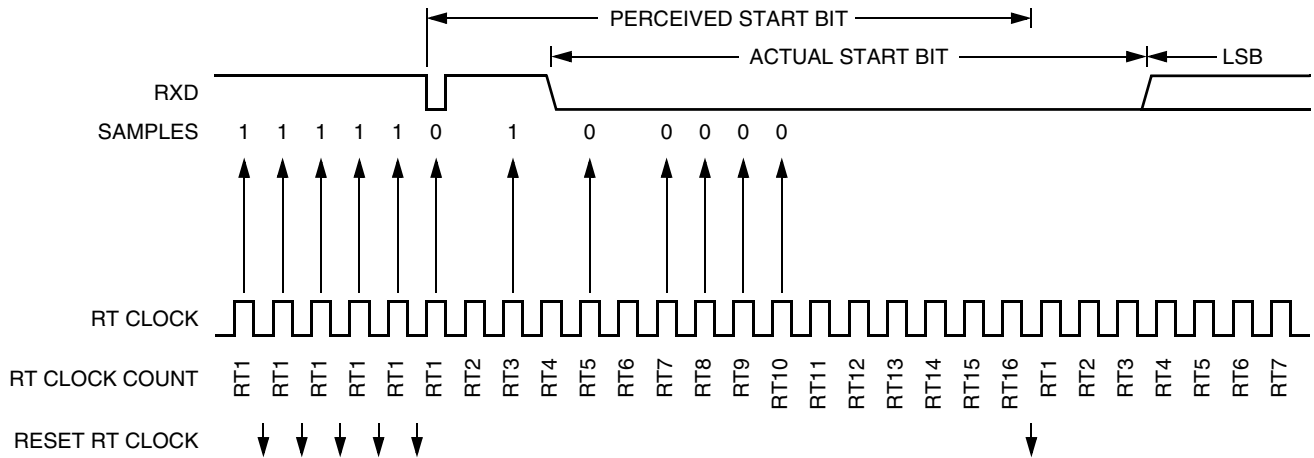 PERCEIVED START BIT
ACTUAL START BIT
LSB
RXD
SAMPLES 1 1 1 1 1 0 1 0 0 0 0 0
RT CLOCK
RT CLOCK COUNT RT1 RT1 RT1 RT1 RT1 RT1 RT2 RT3 RT4 RT5 RT6 RT7 RT8 RT9 RT10 RT11 RT12 RT13 RT14 RT15 RT16 RT1 RT2 RT3 RT4 RT5 RT6 RT7
RESET RT CLOCK